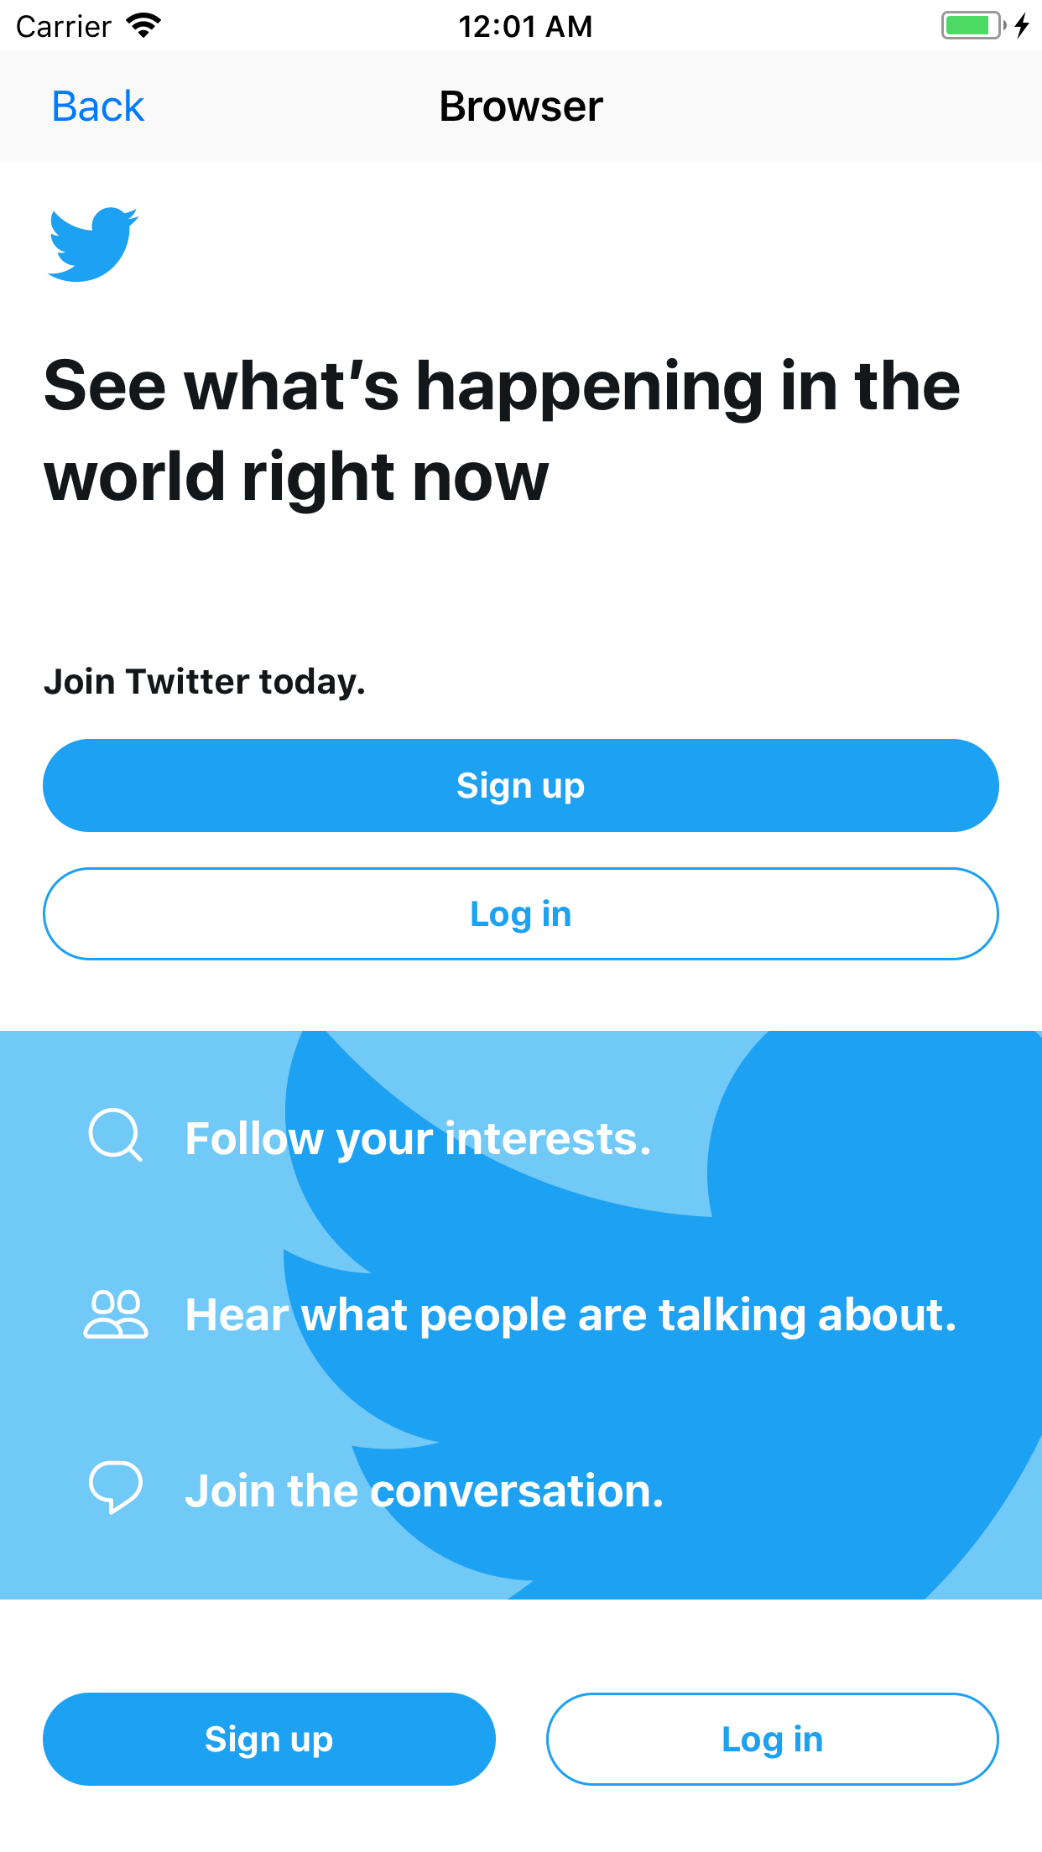 Carrier 12:01 AM
Back Browser
See what’s happening in the
world right now
Join Twitter today.
Sign up
Log in
Follow your interests.
Hear what people are talking about.
Join the conversation.
Sign up Log in